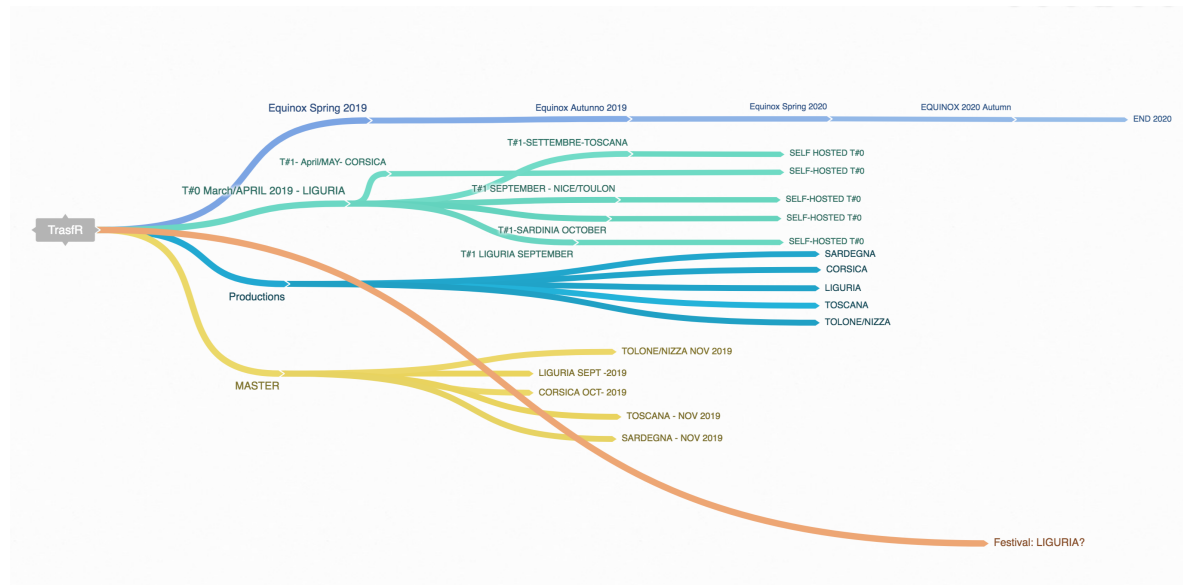 Equinox Spring 2019
Equinox Autunno 2019
Equinox Spring 2020
EQUINOX 2020 Autumn
END 2020
T#1-SETTEMBRE-TOSCANA
SELF HOSTED T#0
T#1- April/MAY- CORSICA
SELF HOSTED T#0
T#0 March/APRIL 2019 - LIGURIA
T#1 SEPTEMBER - NICE/TOULON
SELF-HOSTED T#0
SELF-HOSTED T#0
TrasfR
T#1-SARDINIA OCTOBER
SELF-HOSTED T#0
T#1 LIGURIA SEPTEMBER
SARDEGNA
CORSICA
Productions
LIGURIA
TOSCANA
TOLONE/NIZZA
TOLONE/NIZZA NOV 2019
LIGURIA SEPT -2019
MASTER
CORSICA OCT- 2019
TOSCANA - NOV 2019
SARDEGNA - NOV 2019
Festival: LIGURIA?